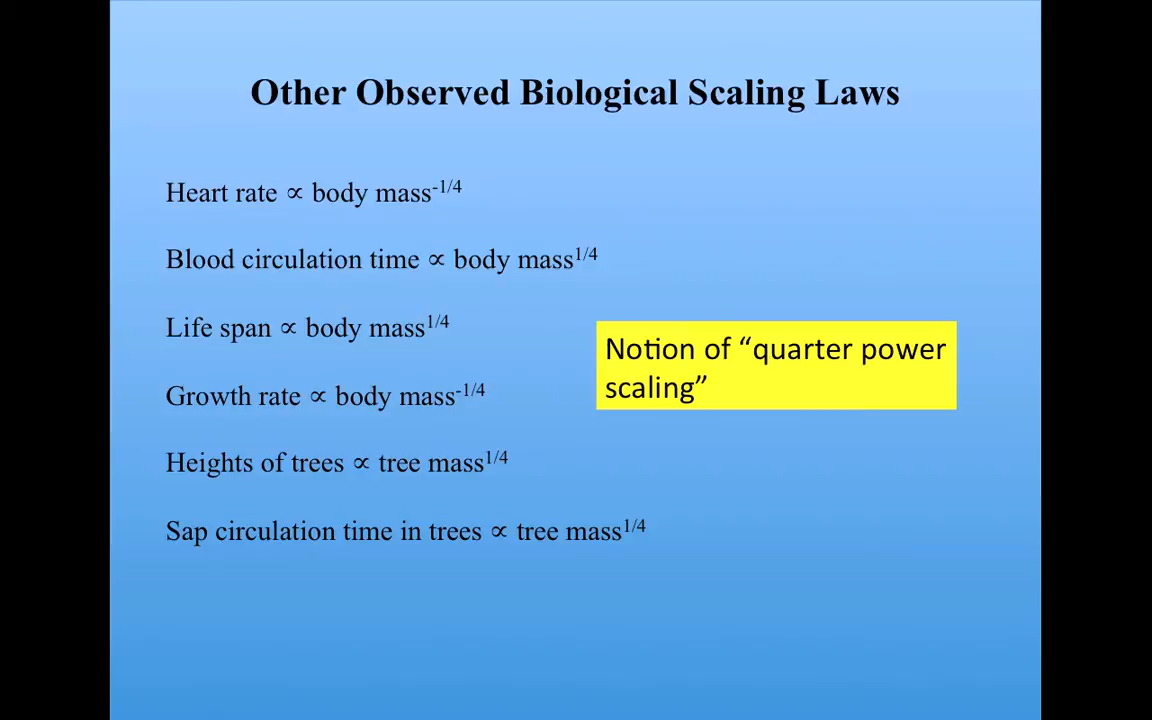 Other Observed Biological Scaling Laws
Heart rate ∝ body mass⁻¹/⁴
Blood circulation time ∝ body mass¹/⁴
Life span ∝ body mass¹/⁴
Notion of “quarter power
scaling”
Growth rate ∝ body mass⁻¹/⁴
Heights of trees ∝ tree mass¹/⁴
Sap circulation time in trees ∝ tree mass¹/⁴